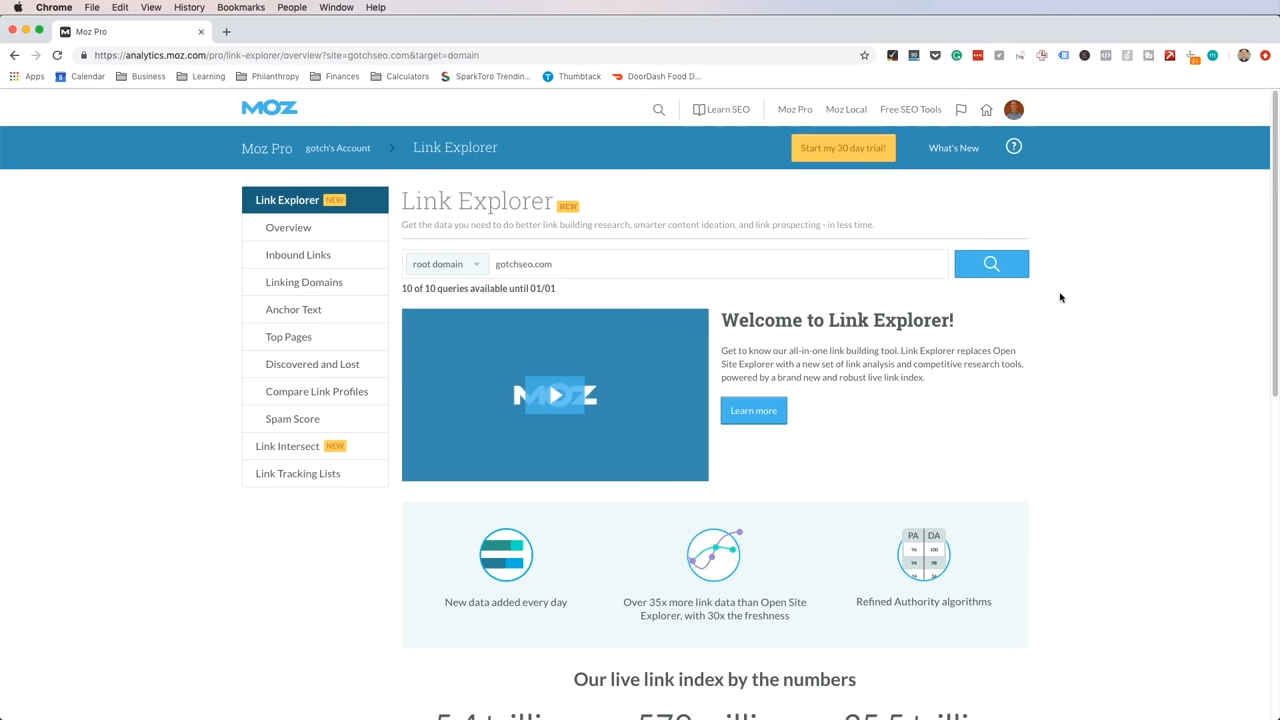 Chrome File Edit View History Bookmarks People Window Help
Moz Pro
https://analytics.moz.com/pro/link-explorer/overview?site=gotchseo.com&target=domain
Apps Calendar Business Learning Philanthropy Finances Calculators SparkToro Trendin... Thumbtack DoorDash Food D...
MOZ
Learn SEO Moz Pro Moz Local Free SEO Tools
Moz Pro gotch's Account Link Explorer Start my 30 day trial! What's New ?
Link Explorer NEW
Overview
Inbound Links
Linking Domains
Anchor Text
Top Pages
Discovered and Lost
Compare Link Profiles
Spam Score
Link Intersect NEW
Link Tracking Lists
Link Explorer NEW
Get the data you need to do better link building research, smarter content ideation, and link prospecting - in less time.
root domain gotchseo.com
10 of 10 queries available until 01/01
MOZ
Welcome to Link Explorer!
Get to know our all-in-one link building tool. Link Explorer replaces Open
Site Explorer with a new set of link analysis and competitive research tools,
powered by a brand new and robust live link index.
Learn more
New data added every day
Over 35x more link data than Open Site
Explorer, with 30x the freshness
PA DA
96 100
94 98
Refined Authority algorithms
Our live link index by the numbers